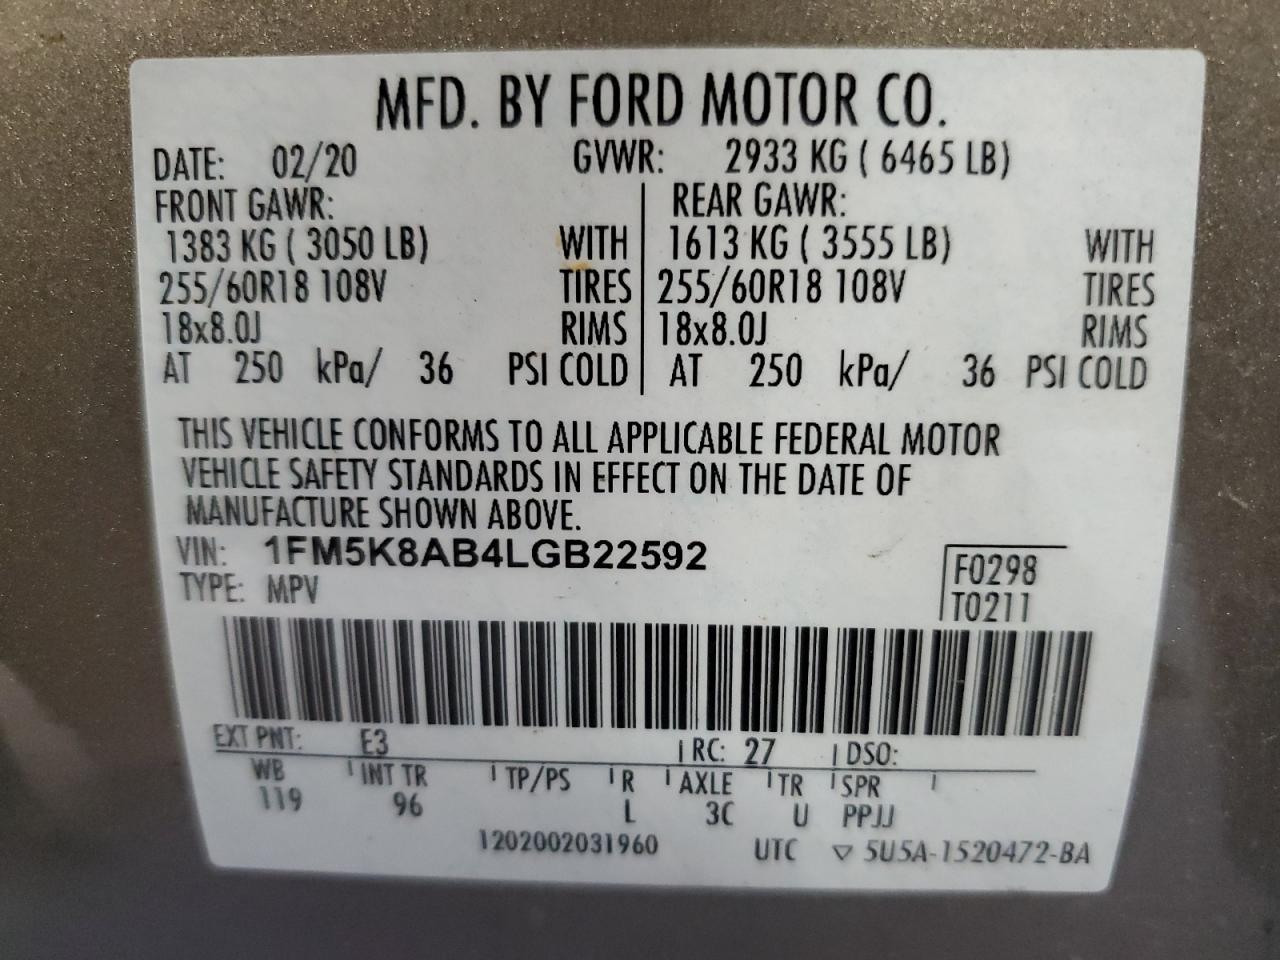 MFD. BY FORD MOTOR CO.
DATE: 02/20 GVWR: 2933 KG ( 6465 LB)
FRONT GAWR: REAR GAWR:
1383 KG ( 3050 LB) WITH 1613 KG ( 3555 LB) WITH
255/60R18 108V TIRES 255/60R18 108V TIRES
18x8.0J RIMS 18x8.0J RIMS
AT 250 kPa/ 36 PSI COLD AT 250 kPa/ 36 PSI COLD
THIS VEHICLE CONFORMS TO ALL APPLICABLE FEDERAL MOTOR
VEHICLE SAFETY STANDARDS IN EFFECT ON THE DATE OF
MANUFACTURE SHOWN ABOVE.
VIN: 1FM5K8AB4LGB22592 F0298
TYPE: MPV T0211
EXT PNT: E3 RC: 27 DSO:
WB INT TR TP/PS R AXLE TR SPR
119 96 L 3C U PPJJ
1202002031960 UTC ▽ 5U5A-1520472-BA